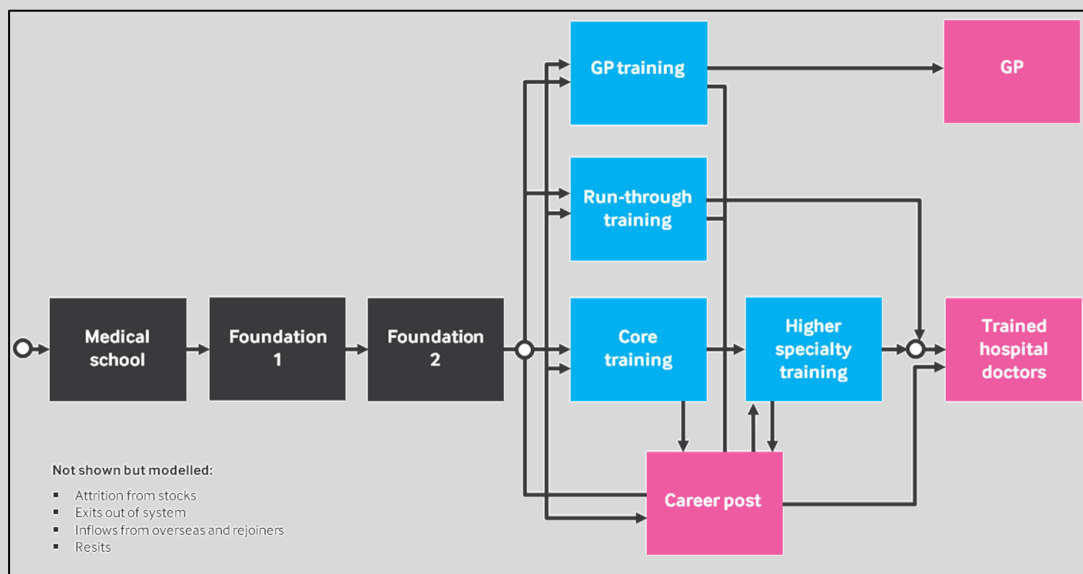 GP training
GP
Run-through
training
Medical
school
Foundation
1
Foundation
2
Core
training
Higher
specialty
training
Trained
hospital
doctors
Career post
Not shown but modelled:
▪ Attrition from stocks
▪ Exits out of system
▪ Inflows from overseas and rejoiners
▪ Resits